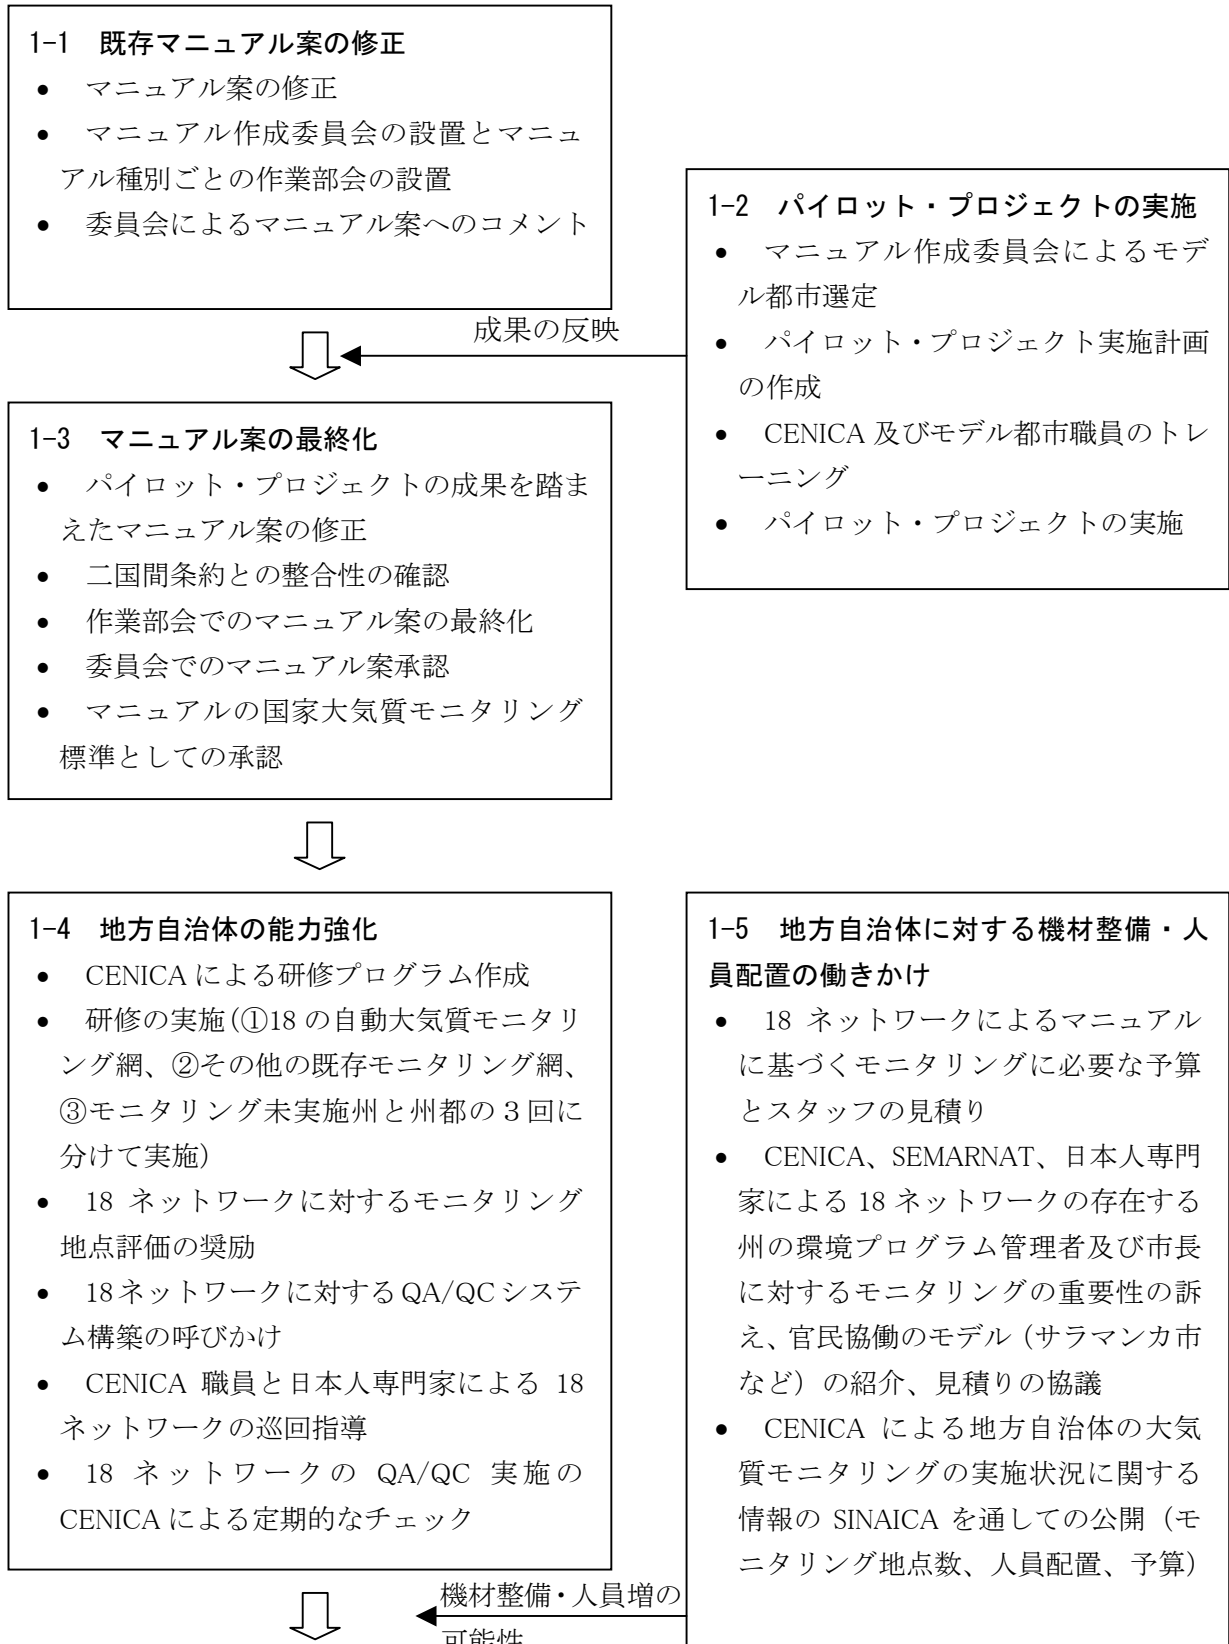 1-1 既存マニュアル案の修正
• マニュアル案の修正
• マニュアル作成委員会の設置とマニュ
アル種別ごとの作業部会の設置
• 委員会によるマニュアル案へのコメント
1-2 パイロット・プロジェクトの実施
• マニュアル作成委員会によるモデ
ル都市選定
• パイロット・プロジェクト実施計画
の作成
• CENICA 及びモデル都市職員のトレ
ーニング
• パイロット・プロジェクトの実施
成果の反映
1-3 マニュアル案の最終化
• パイロット・プロジェクトの成果を踏ま
えたマニュアル案の修正
• 二国間条約との整合性の確認
• 作業部会でのマニュアル案の最終化
• 委員会でのマニュアル案承認
• マニュアルの国家大気質モニタリング
標準としての承認
1-4 地方自治体の能力強化
• CENICA による研修プログラム作成
• 研修の実施(①18 の自動大気質モニタリ
ング網、②その他の既存モニタリング網、
③モニタリング未実施州と州都の３回に
分けて実施)
• 18 ネットワークに対するモニタリング
地点評価の奨励
• 18 ネットワークに対する QA/QC システ
ム構築の呼びかけ
• CENICA 職員と日本人専門家による 18
ネットワークの巡回指導
• 18 ネットワークの QA/QC 実施の
CENICA による定期的なチェック
1-5 地方自治体に対する機材整備・人
員配置の働きかけ
• 18 ネットワークによるマニュアル
に基づくモニタリングに必要な予算
とスタッフの見積り
• CENICA、SEMARNAT、日本人専門
家による 18 ネットワークの存在する
州の環境プログラム管理者及び市長
に対するモニタリングの重要性の訴
え、官民協働のモデル（サラマンカ市
など）の紹介、見積りの協議
• CENICA による地方自治体の大気
質モニタリングの実施状況に関する
情報の SINAICA を通しての公開（モ
ニタリング地点数、人員配置、予算）
機材整備・人員増の
可能性